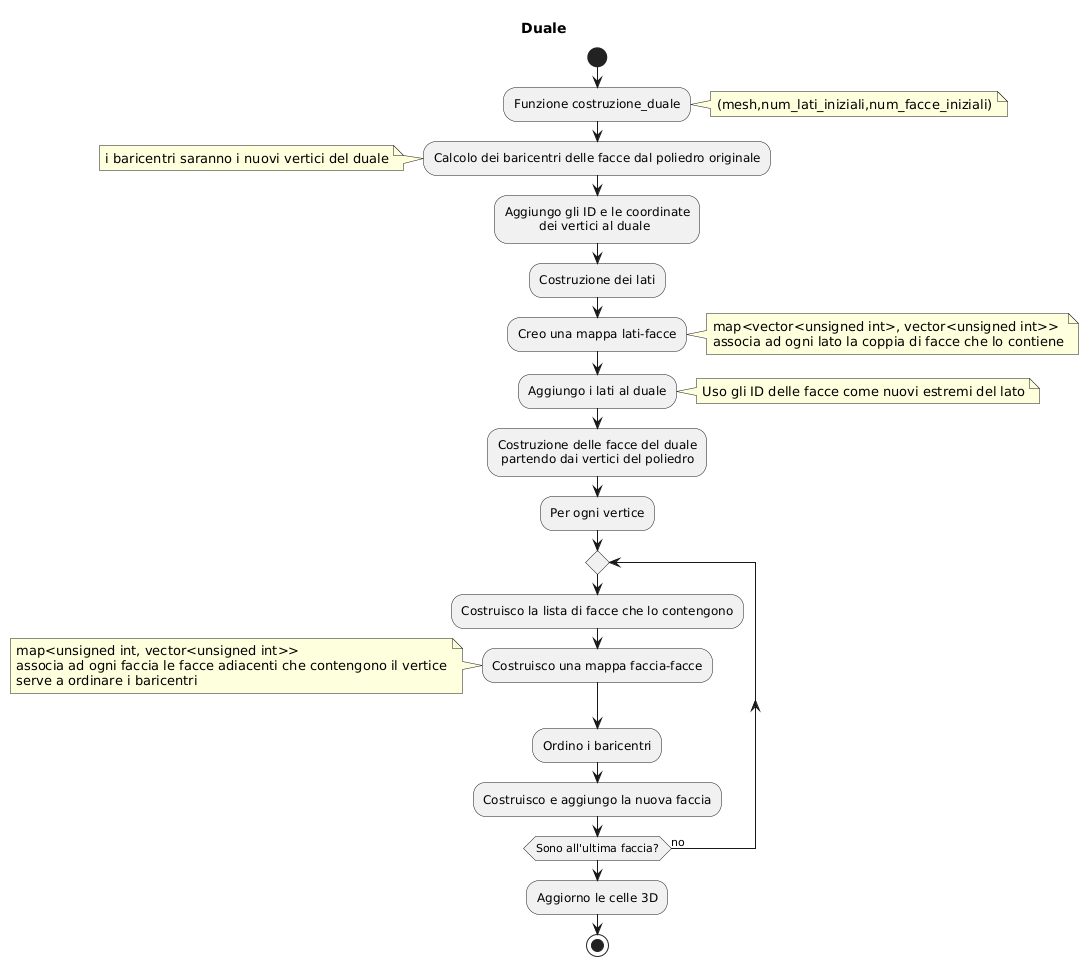 Duale
Funzione costruzione_duale
(mesh,num_lati_iniziali,num_facce_iniziali)
i baricentri saranno i nuovi vertici del duale
Calcolo dei baricentri delle facce dal poliedro originale
Aggiungo gli ID e le coordinate
dei vertici al duale
Costruzione dei lati
Creo una mappa lati-facce
map<vector<unsigned int>, vector<unsigned int>>
associa ad ogni lato la coppia di facce che lo contiene
Aggiungo i lati al duale
Uso gli ID delle facce come nuovi estremi del lato
Costruzione delle facce del duale
partendo dai vertici del poliedro
Per ogni vertice
Costruisco la lista di facce che lo contengono
map<unsigned int, vector<unsigned int>>
associa ad ogni faccia le facce adiacenti che contengono il vertice
serve a ordinare i baricentri
Costruisco una mappa faccia-facce
Ordino i baricentri
Costruisco e aggiungo la nuova faccia
Sono all'ultima faccia?
no
Aggiorno le celle 3D